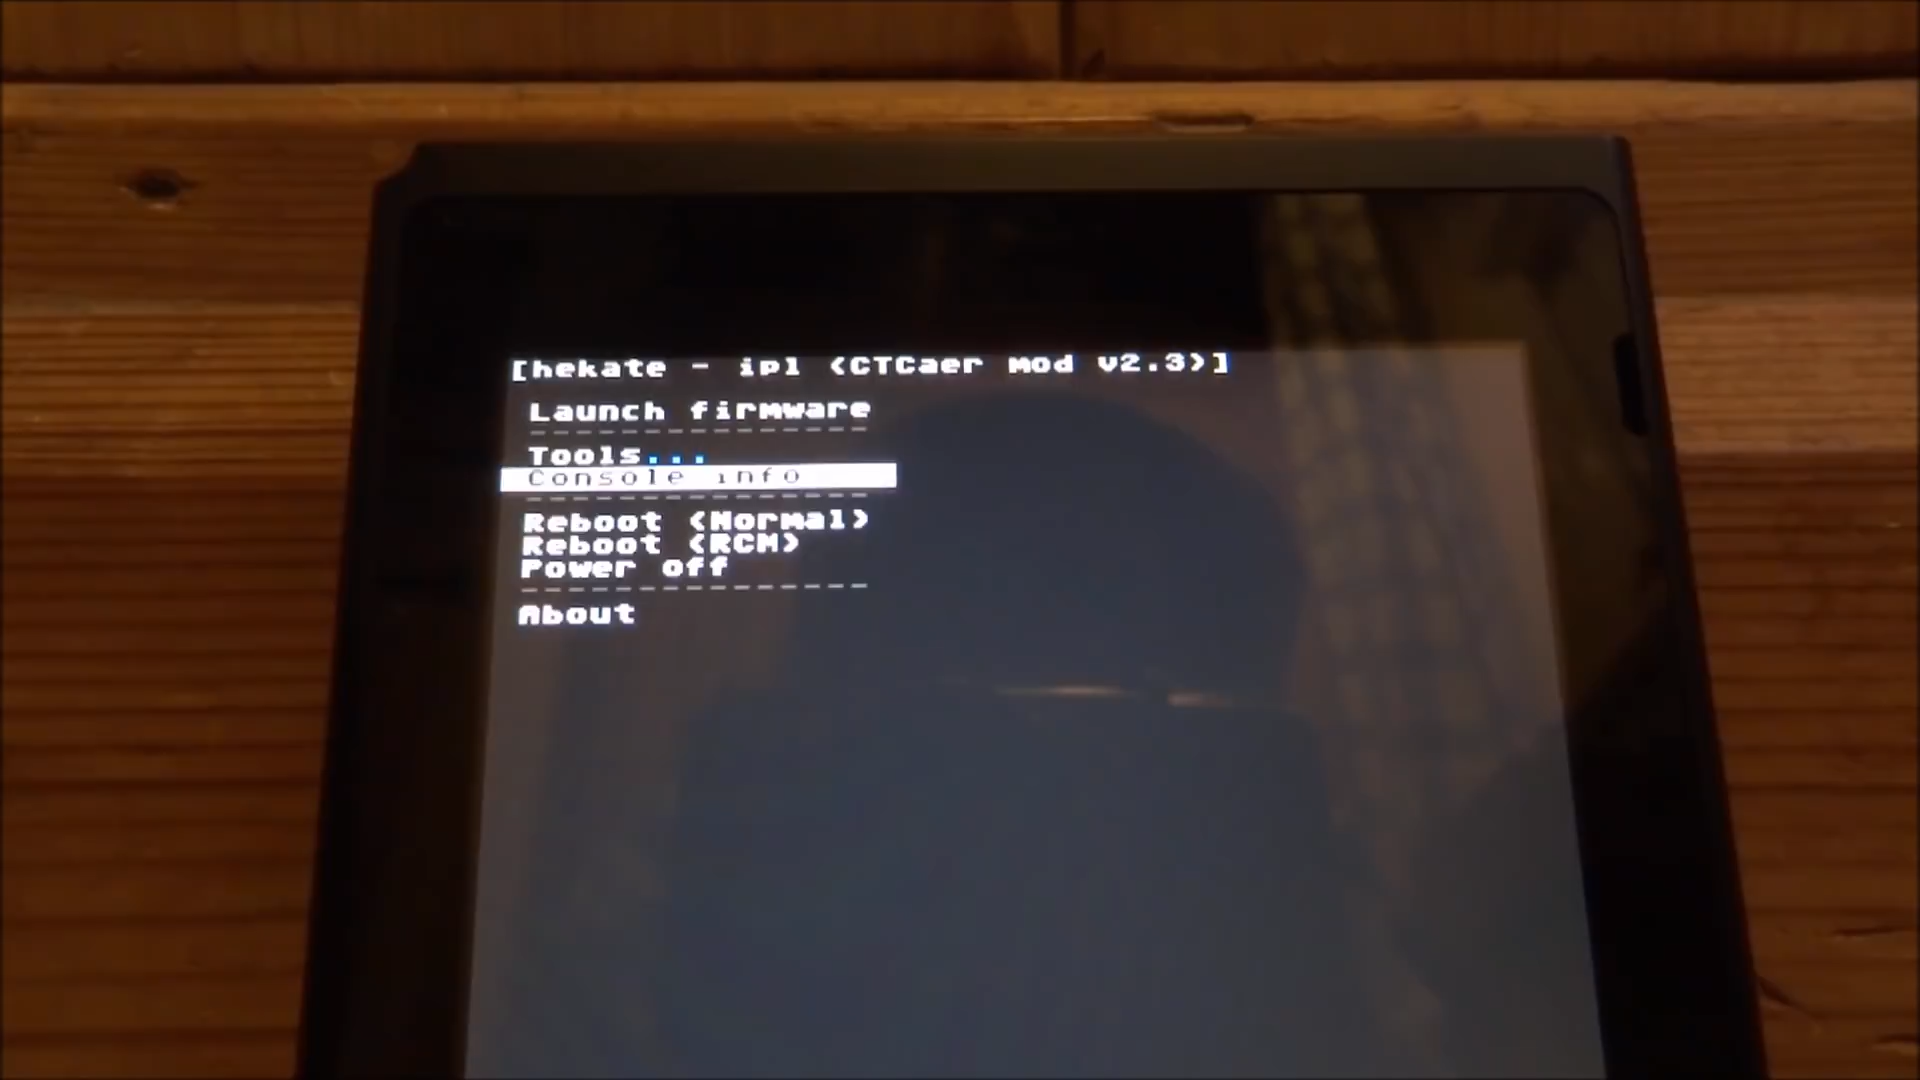 [hekate - ipl <CTCaer mod v2.3>]
Launch firmware
---------------
Tools...
Console info
---------------
Reboot <Normal>
Reboot <RCM>
Power off
---------------
About